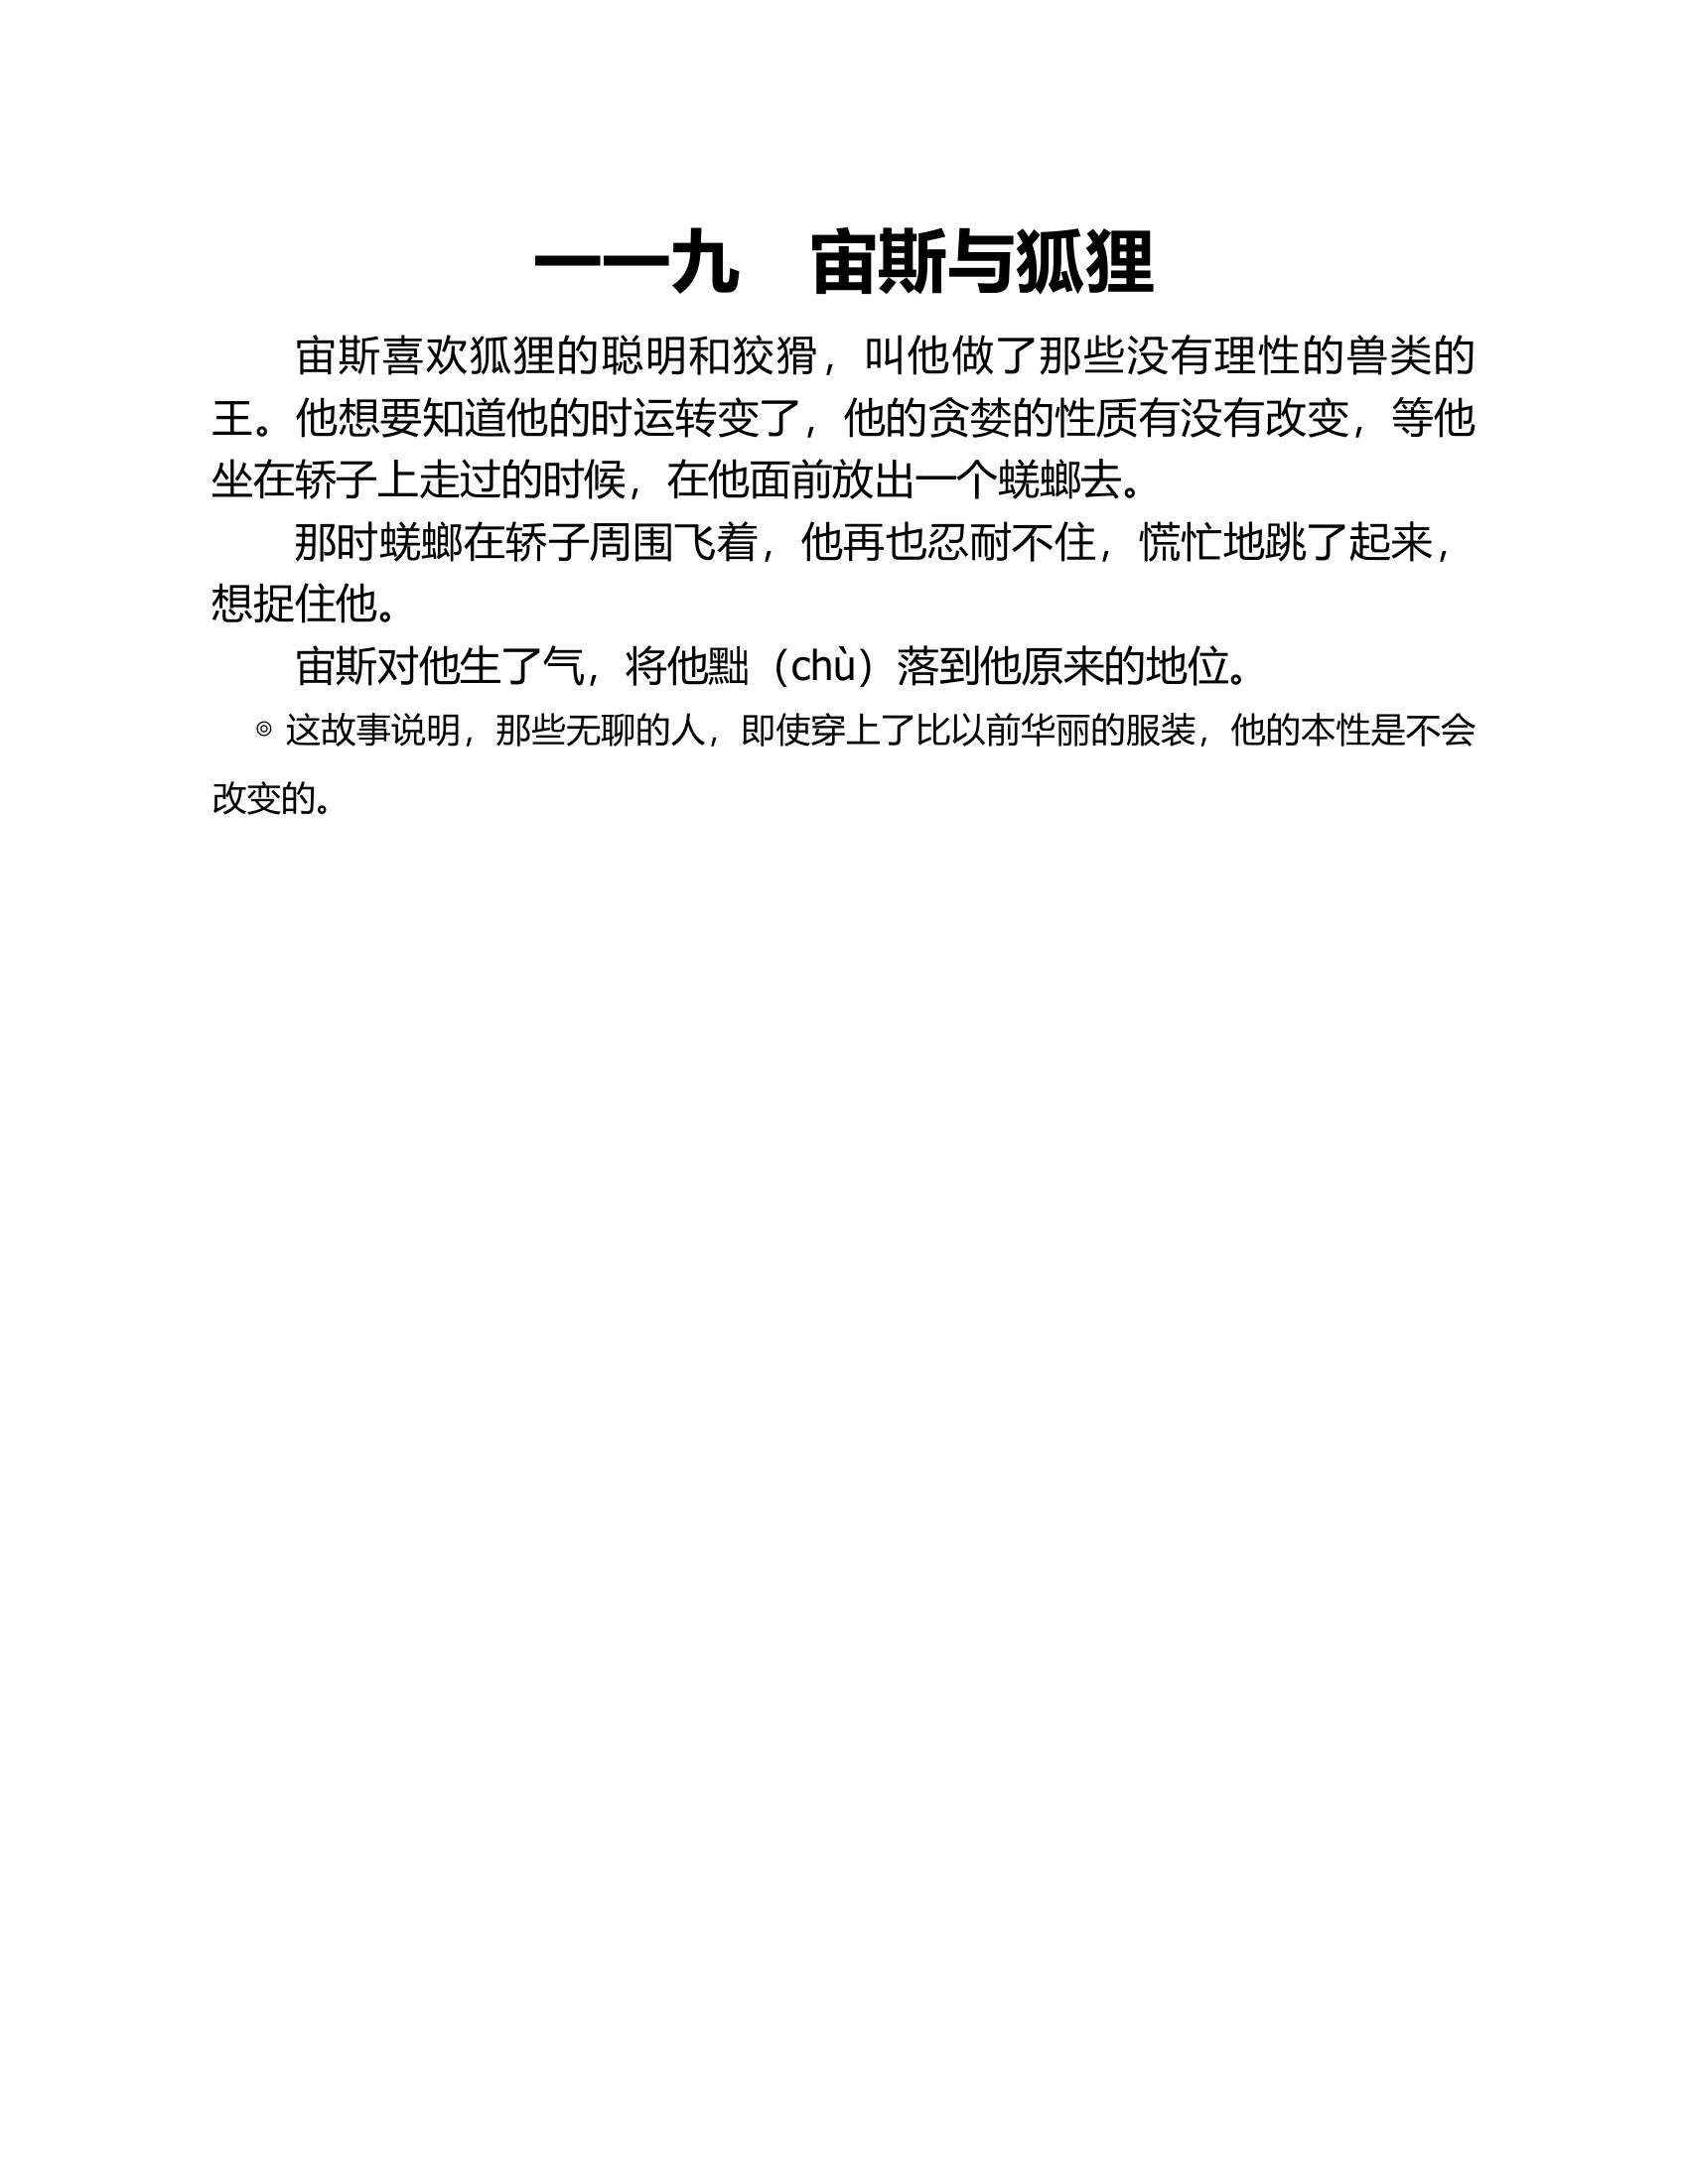 一一九　宙斯与狐狸
宙斯喜欢狐狸的聪明和狡猾，叫他做了那些没有理性的兽类的
王。他想要知道他的时运转变了，他的贪婪的性质有没有改变，等他
坐在轿子上走过的时候，在他面前放出一个蜣螂去。
那时蜣螂在轿子周围飞着，他再也忍耐不住，慌忙地跳了起来，
想捉住他。
宙斯对他生了气，将他黜（chù）落到他原来的地位。
◎ 这故事说明，那些无聊的人，即使穿上了比以前华丽的服装，他的本性是不会
改变的。